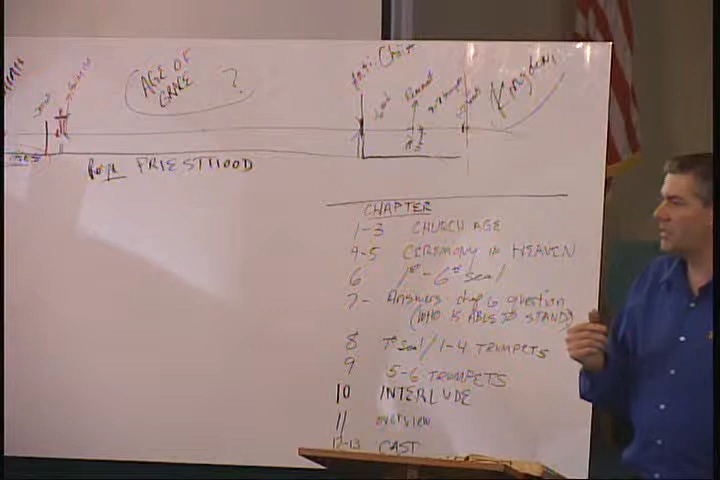 AGE OF
GRACE ?
Kingdom
PRIESTHOOD
CHAPTER
1-3 CHURCH AGE
4-5 CEREMONY IN HEAVEN
6 1st-6th seal
7- Answers chap 6 question
(WHO IS ABLE TO STAND)
8 7th seal/1-4 TRUMPETS
9 5-6 TRUMPETS
10 INTERLUDE
11 overview
12-13 CAST